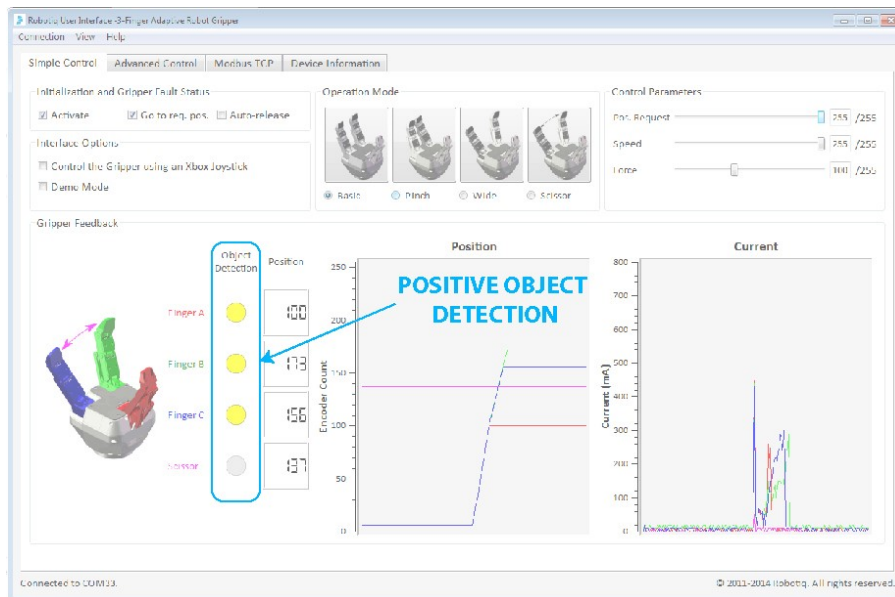 Robotiq User Interface -3-Finger Adaptive Robot Gripper
Connection View Help
Simple Control Advanced Control Modbus TCP Device Information
Initialization and Gripper Fault Status
Activate Go to req. pos. Auto-release
Interface Options
Control the Gripper using an Xbox Joystick
Demo Mode
Operation Mode
Basic Pinch Wide Scissor
Control Parameters
Pos. Request 255 /255
Speed 255 /255
Force 100 /255
Gripper Feedback
Object
Detection
Position
Finger A 100
Finger B 173
Finger C 156
Scissor 137
Position
Encoder Count
250
200
150
100
50
0
POSITIVE OBJECT
DETECTION
Current
Current [mA]
800
700
600
500
400
300
200
100
0
Connected to COM33.
© 2011-2014 Robotiq. All rights reserved.